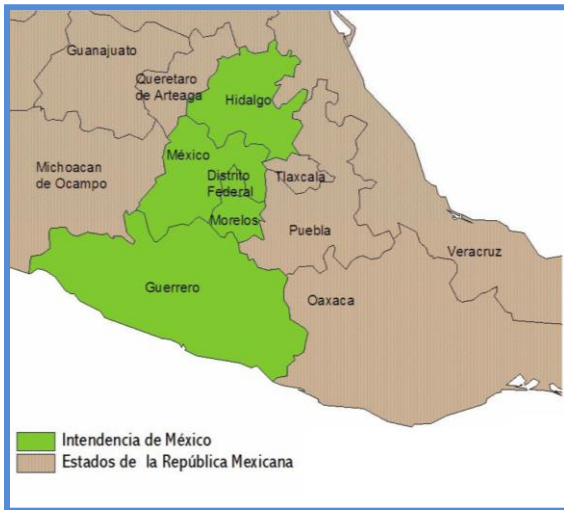 Guanajuato
Queretaro
de Arteaga
Hidalgo
México
Michoacan
de Ocampo
Distrito
Federal
Tlaxcala
Morelos
Puebla
Veracruz
Guerrero
Oaxaca
Intendencia de México
Estados de la República Mexicana